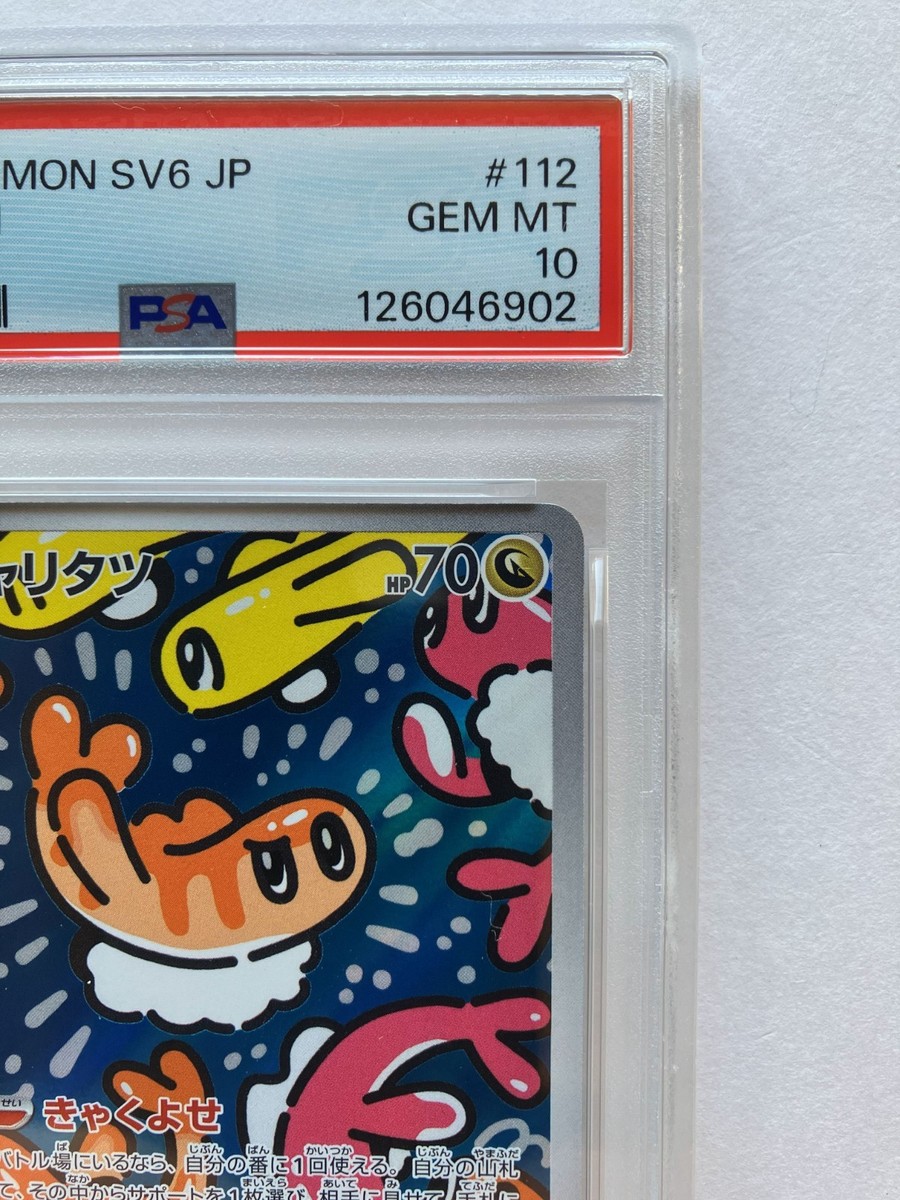 MON SV6 JP #112
GEM MT
10
PSA 126046902
ャリタツ HP70
せい
きゃくよせ
バトル場にいるなら、自分の番に1回使える。自分の山札
て、その中からサポートを1枚選び、相手に見せて、手札に